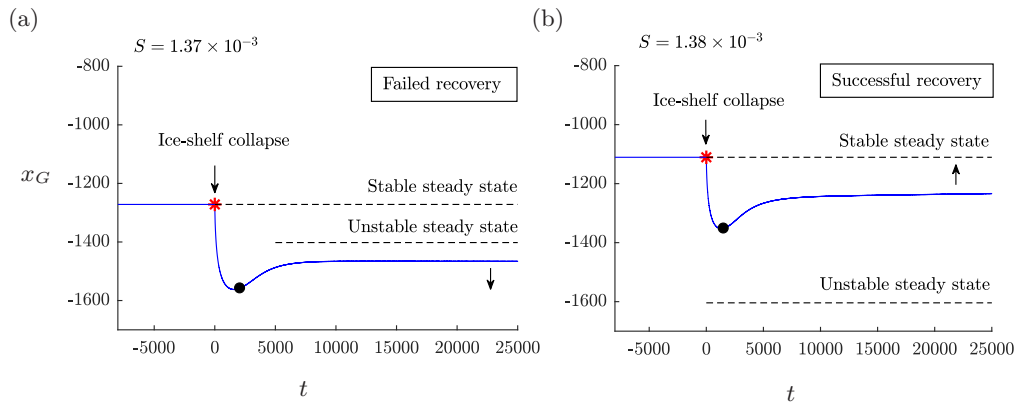 (a)
S = 1.37 × 10⁻³
Failed recovery
Ice-shelf collapse
Stable steady state
Unstable steady state
x_G
-800
-1000
-1200
-1400
-1600
-5000 0 5000 10000 15000 20000 25000
t
(b)
S = 1.38 × 10⁻³
Successful recovery
Ice-shelf collapse
Stable steady state
Unstable steady state
-800
-1000
-1200
-1400
-1600
-5000 0 5000 10000 15000 20000 25000
t